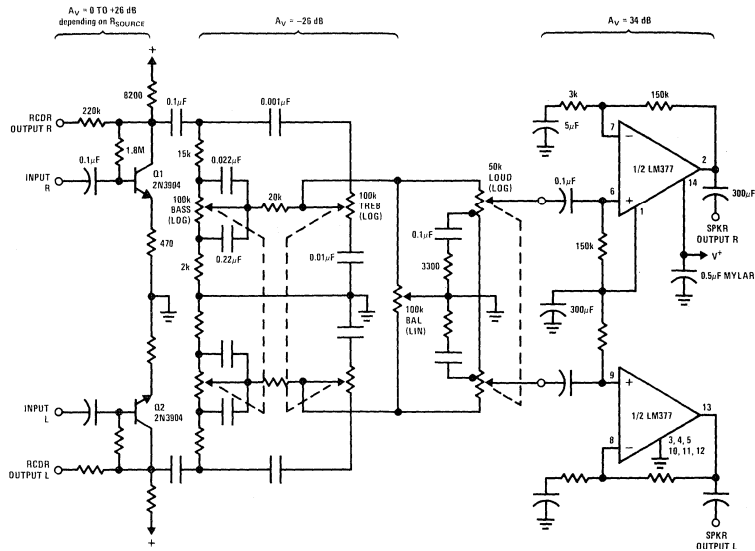 AV = 0 TO +26 dB
depending on RSOURCE
AV = −26 dB
AV = 34 dB
+
8200
0.1µF
0.001µF
3k
150k
RCDR
OUTPUT R
220k
5µF
7
−
15k
0.022µF
1.8M
0.1µF
INPUT
R
Q1
2N3904
50k
LOUD
(LOG)
0.1µF
1/2 LM377
2
14
6
+
1
300µF
SPKR
OUTPUT R
100k
BASS
(LOG)
20k
100k
TREB
(LOG)
470
0.22µF
0.1µF
150k
V+
0.01µF
2k
3300
0.5µF MYLAR
300µF
100k
BAL
(LIN)
9
+
1/2 LM377
13
INPUT
L
Q2
2N3904
8
−
3, 4, 5
10, 11, 12
RCDR
OUTPUT L
+
SPKR
OUTPUT L